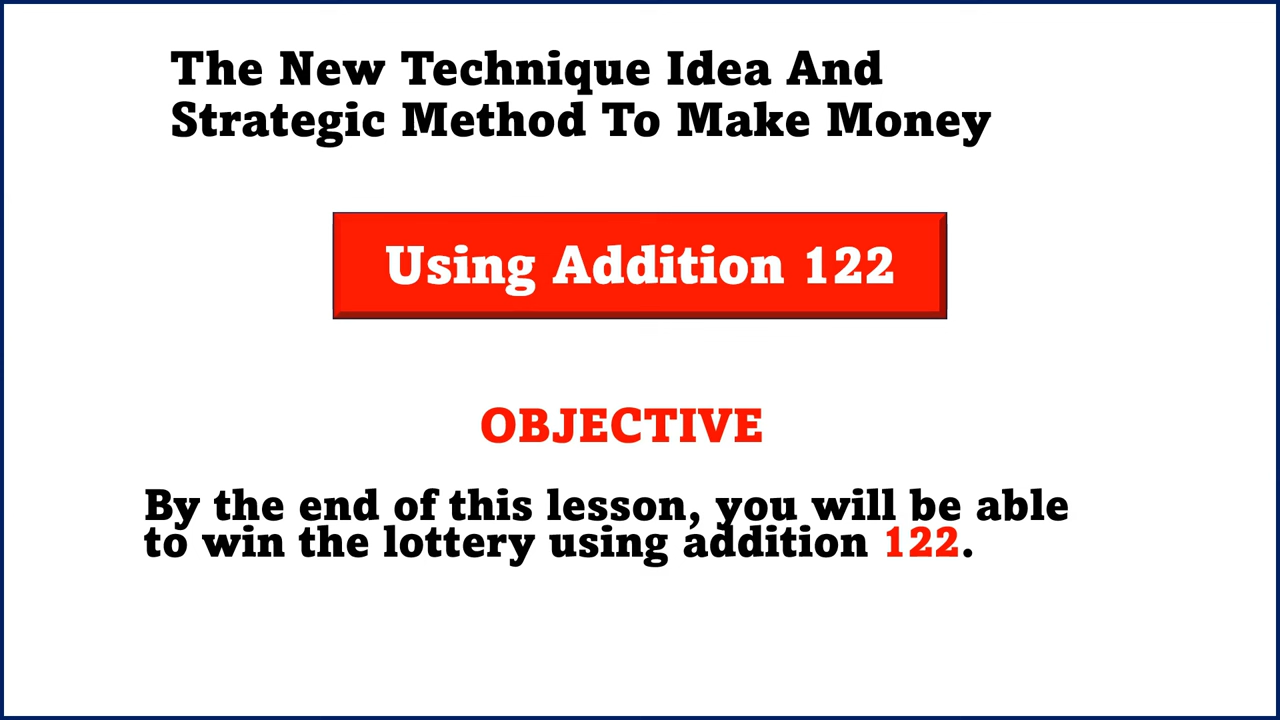 The New Technique Idea And
Strategic Method To Make Money
Using Addition 122
OBJECTIVE
By the end of this lesson, you will be able
to win the lottery using addition 122.